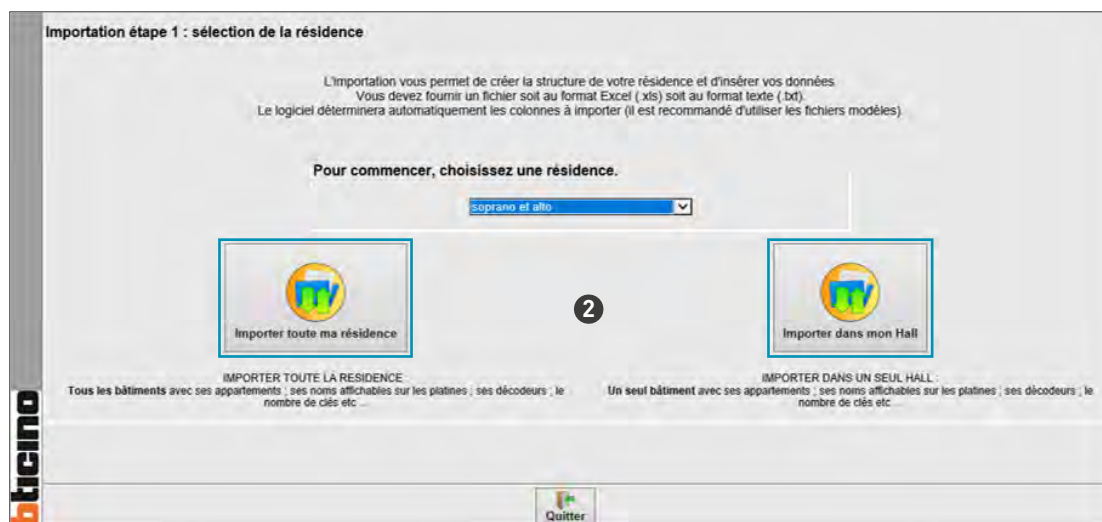 Importation étape 1 : sélection de la résidence
L'importation vous permet de créer la structure de votre résidence et d'insérer vos données
Vous devez fournir un fichier soit au format Excel (.xls) soit au format texte (.txt).
Le logiciel déterminera automatiquement les colonnes à importer (il est recommandé d'utiliser les fichiers modèles)
Pour commencer, choisissez une résidence.
soprano et alto
2
Importer toute ma résidence
Importer dans mon Hall
IMPORTER TOUTE LA RESIDENCE :
Tous les bâtiments avec ses appartements ; ses noms affichables sur les platines ; ses décodeurs ; le
nombre de clés etc ...
IMPORTER DANS UN SEUL HALL :
Un seul bâtiment avec ses appartements ; ses noms affichables sur les platines ; ses décodeurs ; le
nombre de clés etc ...
bticino
Quitter